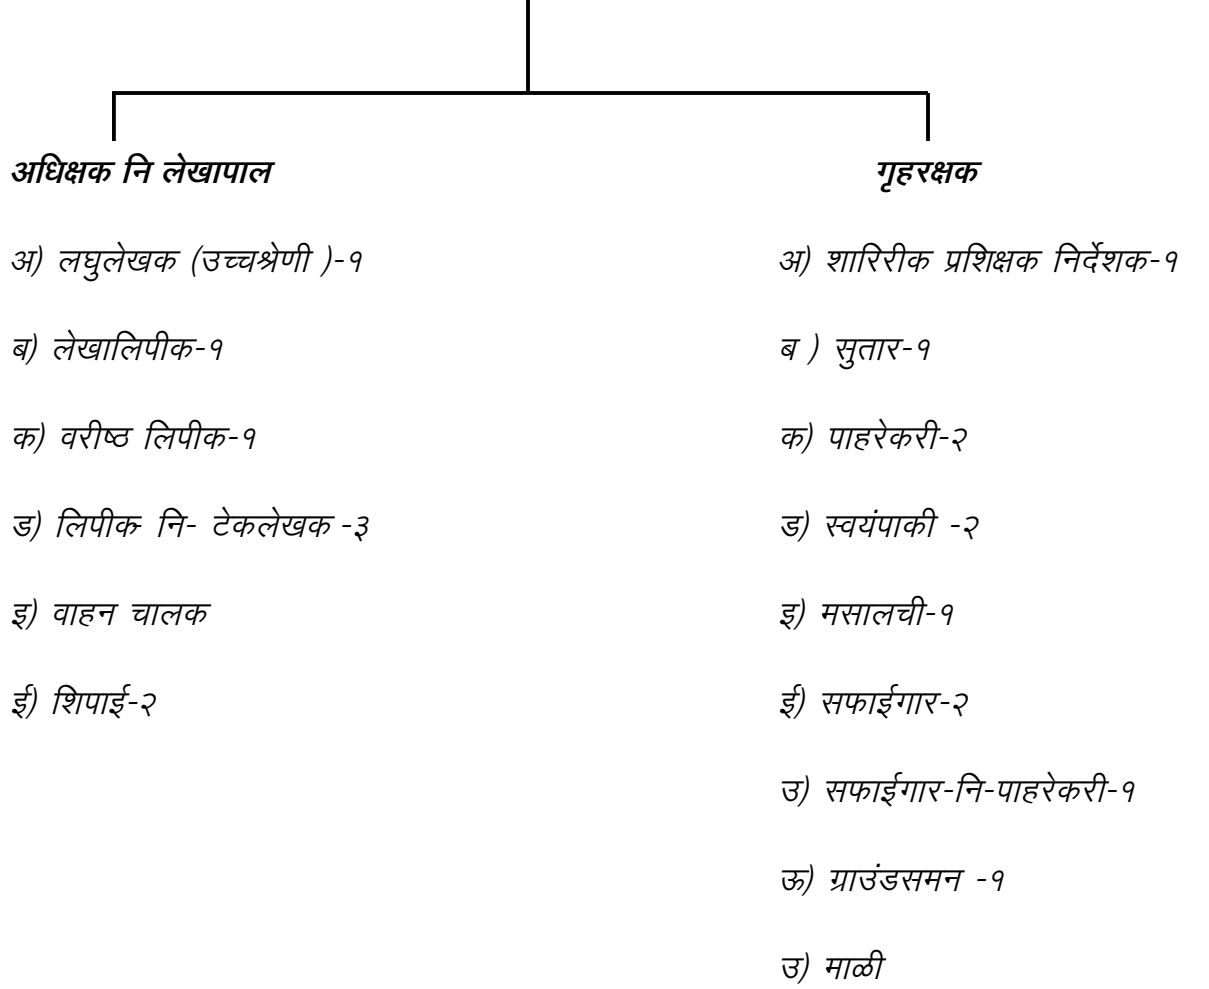 अधिक्षक नि लेखापाल
अ) लघुलेखक (उच्चश्रेणी )-१
ब) लेखालिपीक-१
क) वरीष्ठ लिपीक-१
ड) लिपीक- नि- टेकलेखक -३
इ) वाहन चालक
ई) शिपाई-२
गृहरक्षक
अ) शारिरीक प्रशिक्षक निर्देशक-१
ब ) सुतार-१
क) पाहरेकरी-२
ड) स्वयंपाकी -२
इ) मसालची-१
ई) सफाईगार-२
उ) सफाईगार-नि-पाहरेकरी-१
ऊ) ग्राउंडसमन -१
उ) माळी